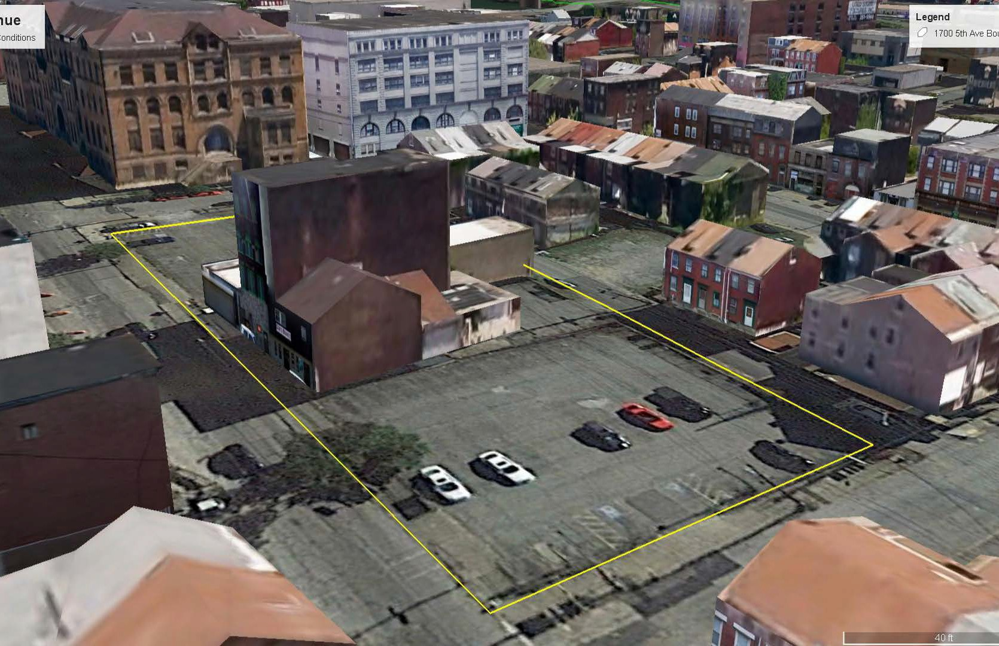 nue
Conditions
Legend
1700 5th Ave Bou
40 ft